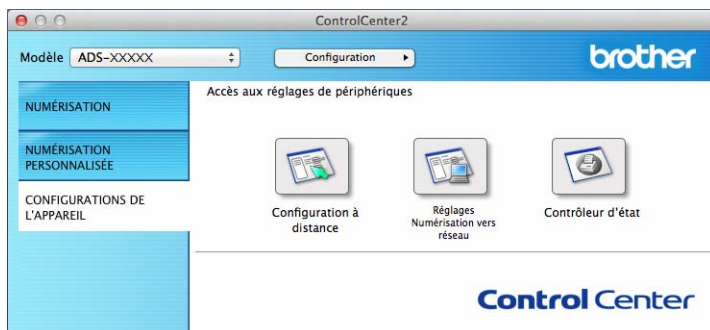 ControlCenter2
Modèle ADS-XXXXX Configuration brother
NUMÉRISATION
NUMÉRISATION
PERSONNALISÉE
CONFIGURATIONS DE
L'APPAREIL
Accès aux réglages de périphériques
Configuration à
distance
Réglages
Numérisation vers
réseau
Contrôleur d'état
Control Center